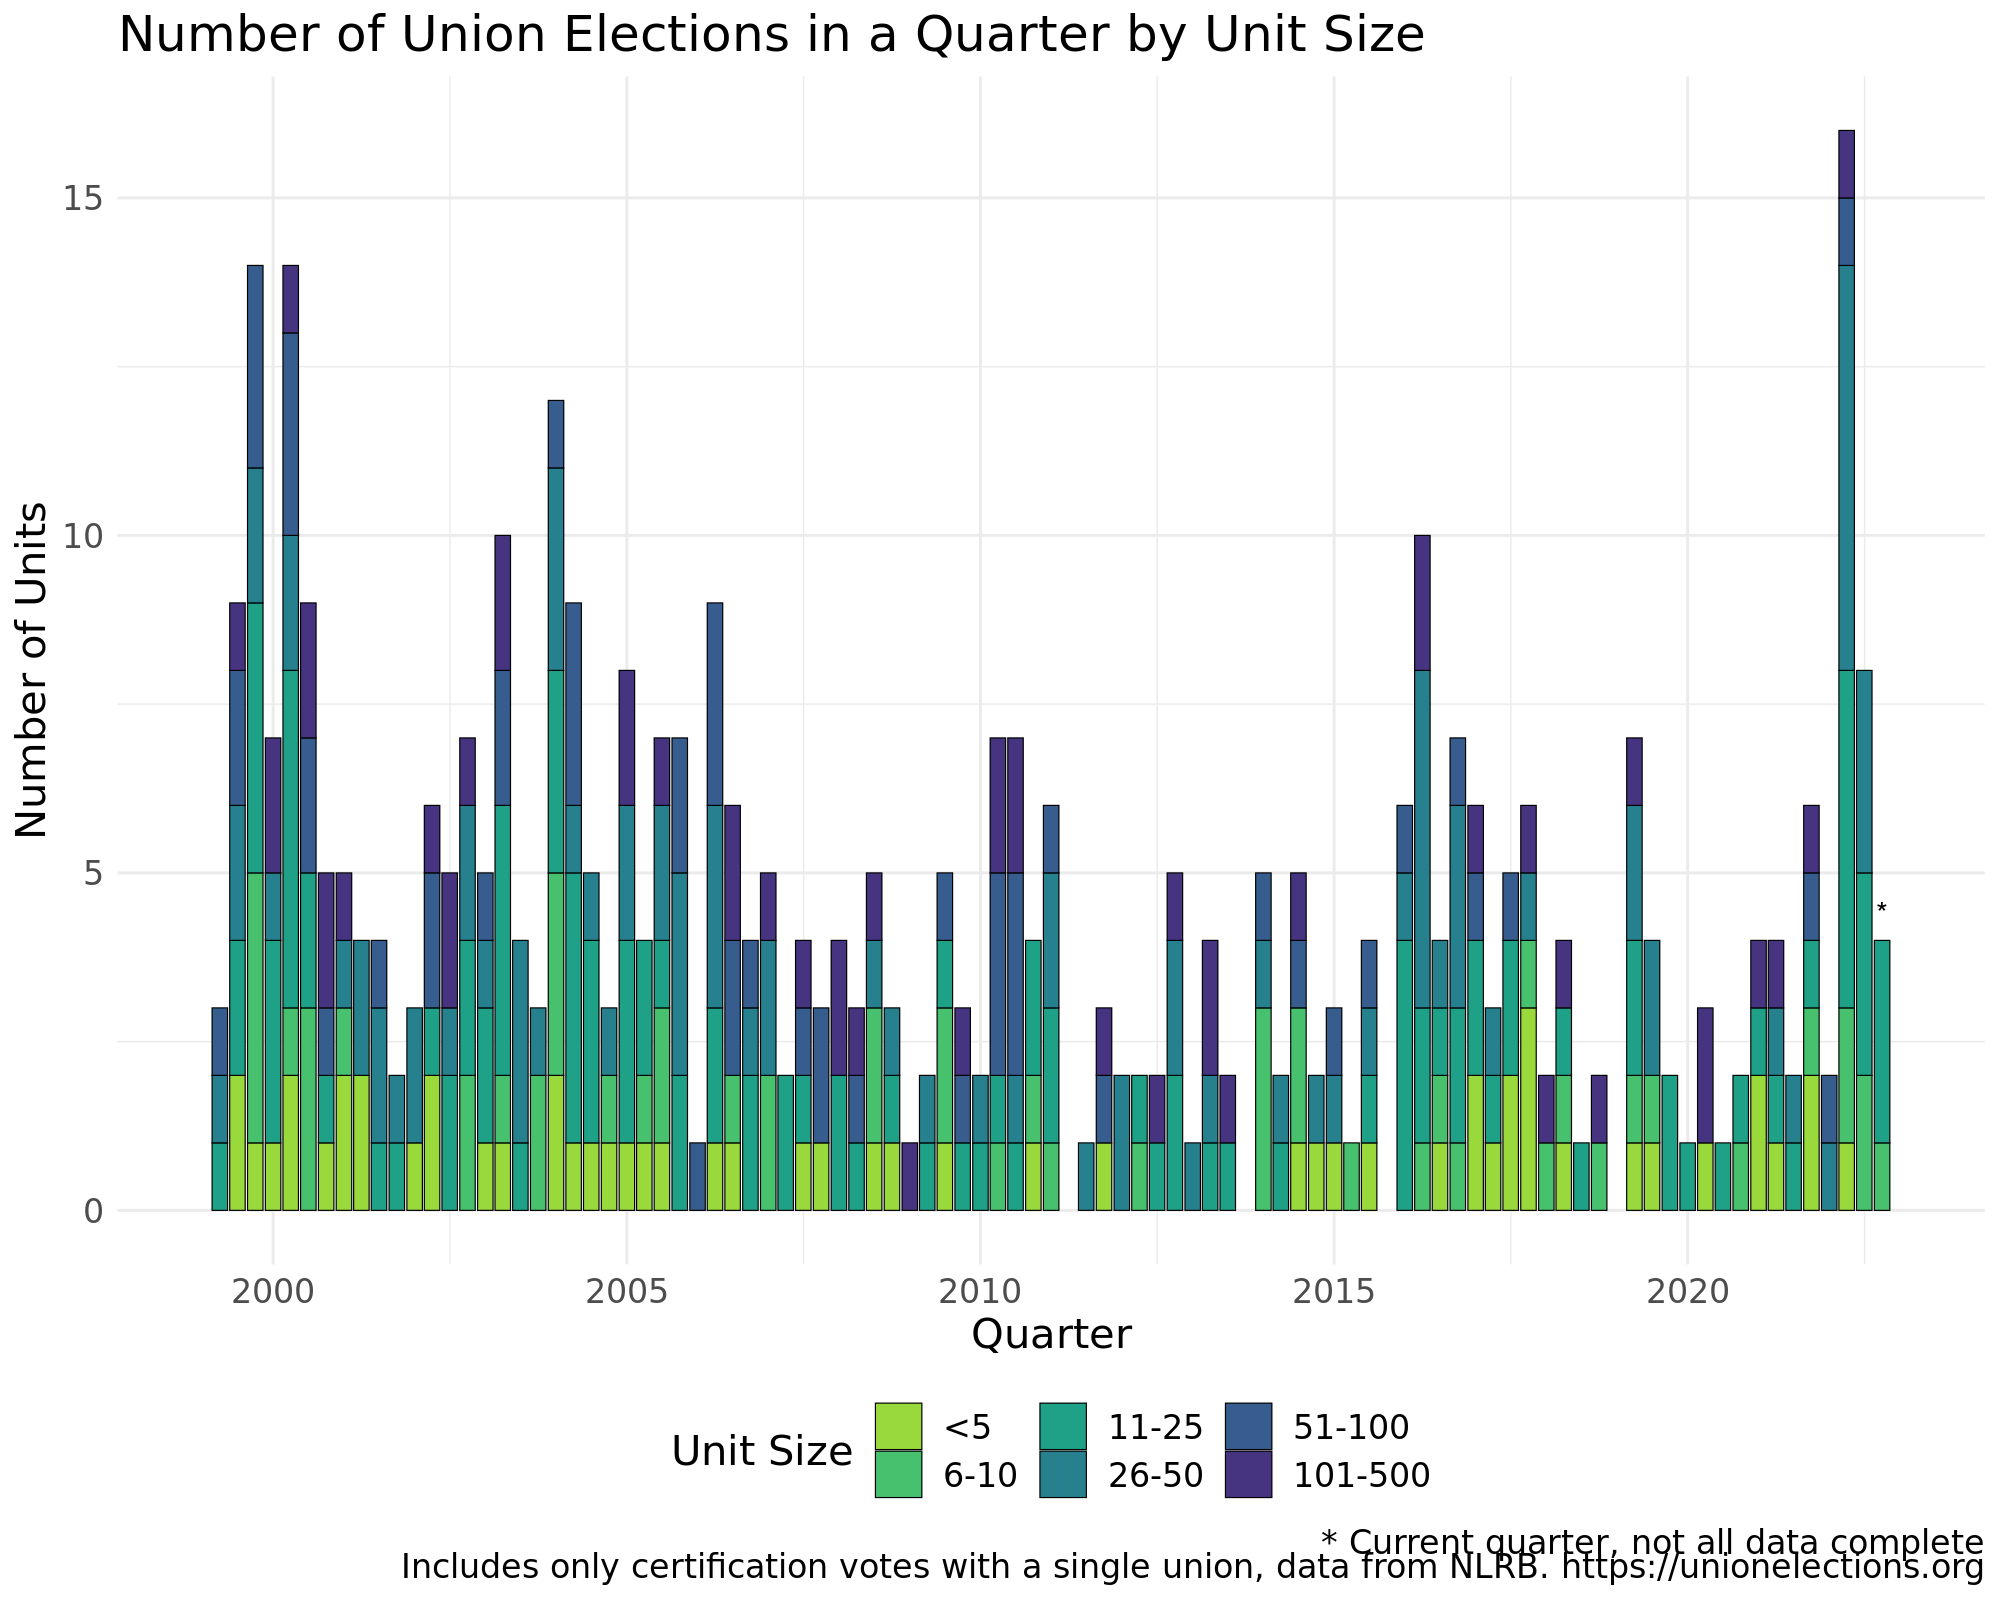 Number of Union Elections in a Quarter by Unit Size
Number of Units
15
10
5
0
*
2000 2005 2010 2015 2020
Quarter
Unit Size
<5 11-25 51-100
6-10 26-50 101-500
* Current quarter, not all data complete
Includes only certification votes with a single union, data from NLRB. https://unionelections.org